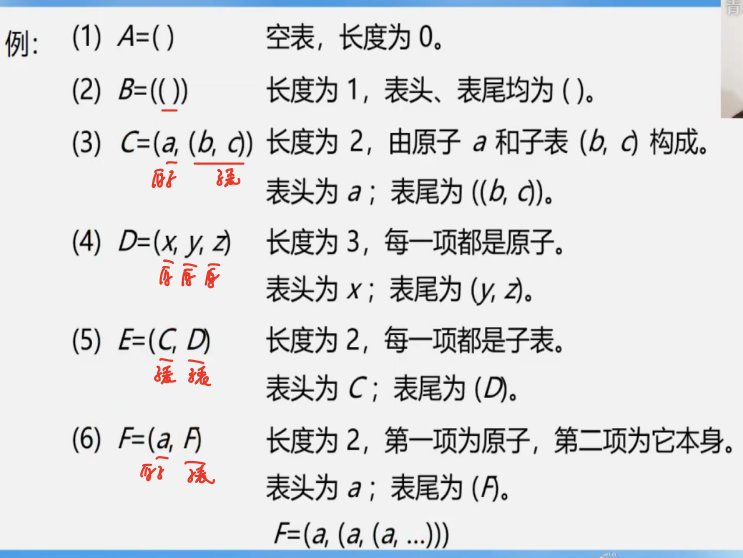 例： (1) A=( ) 空表，长度为 0。
(2) B=(( )) 长度为 1，表头、表尾均为 ( )。
(3) C=(a, (b, c)) 长度为 2，由原子 a 和子表 (b, c) 构成。
原子 子表
表头为 a ；表尾为 ((b, c))。
(4) D=(x, y, z) 长度为 3，每一项都是原子。
原子 原子 原子
表头为 x ；表尾为 (y, z)。
(5) E=(C, D) 长度为 2，每一项都是子表。
子表 子表
表头为 C ；表尾为 (D)。
(6) F=(a, F) 长度为 2，第一项为原子，第二项为它本身。
原子 子表
表头为 a ；表尾为 (F)。
F=(a, (a, (a, …)))